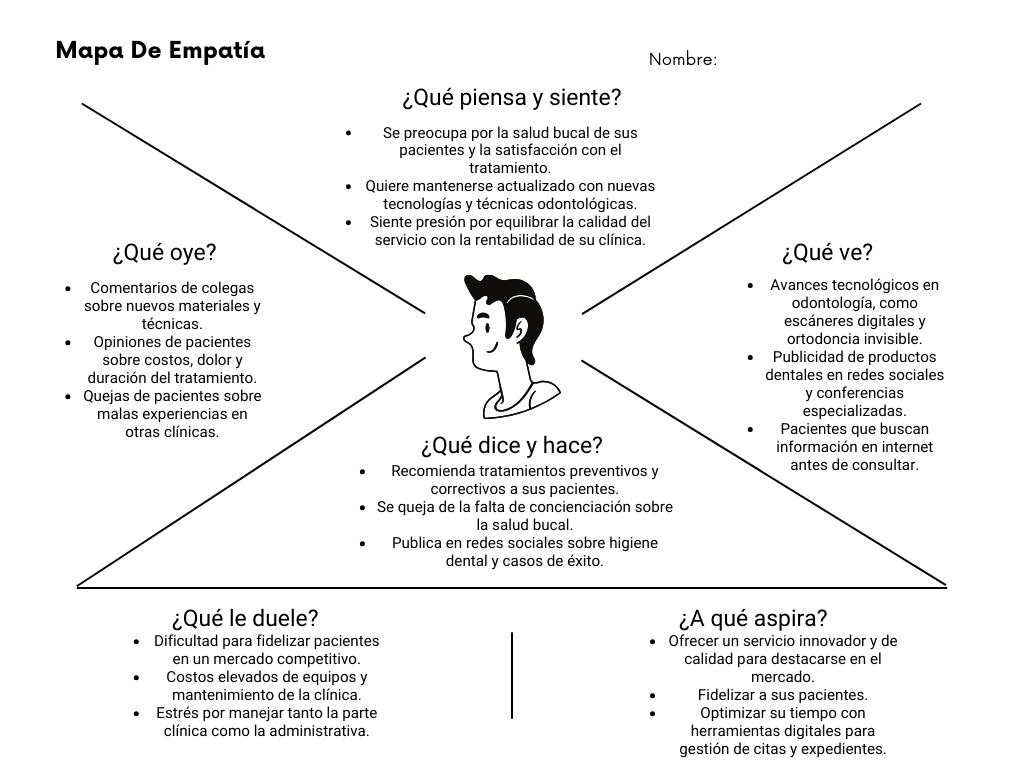 Mapa De Empatía
Nombre:
¿Qué piensa y siente?
• Se preocupa por la salud bucal de sus
pacientes y la satisfacción con el
tratamiento.
• Quiere mantenerse actualizado con nuevas
tecnologías y técnicas odontológicas.
• Siente presión por equilibrar la calidad del
servicio con la rentabilidad de su clínica.
¿Qué oye?
• Comentarios de colegas
sobre nuevos materiales y
técnicas.
• Opiniones de pacientes
sobre costos, dolor y
duración del tratamiento.
• Quejas de pacientes sobre
malas experiencias en
otras clínicas.
¿Qué ve?
• Avances tecnológicos en
odontología, como
escáneres digitales y
ortodoncia invisible.
• Publicidad de productos
dentales en redes sociales
y conferencias
especializadas.
• Pacientes que buscan
información en internet
antes de consultar.
¿Qué dice y hace?
• Recomienda tratamientos preventivos y
correctivos a sus pacientes.
• Se queja de la falta de concienciación sobre
la salud bucal.
• Publica en redes sociales sobre higiene
dental y casos de éxito.
¿Qué le duele?
• Dificultad para fidelizar pacientes
en un mercado competitivo.
• Costos elevados de equipos y
mantenimiento de la clínica.
• Estrés por manejar tanto la parte
clínica como la administrativa.
¿A qué aspira?
• Ofrecer un servicio innovador y de
calidad para destacarse en el
mercado.
• Fidelizar a sus pacientes.
• Optimizar su tiempo con
herramientas digitales para
gestión de citas y expedientes.